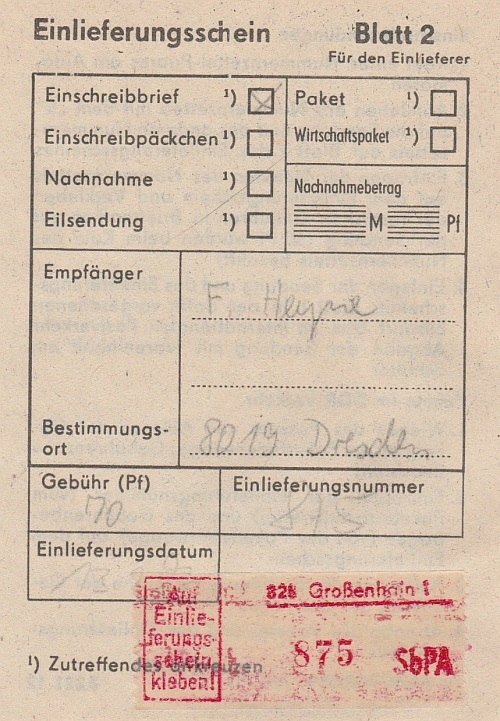 Einlieferungsschein Blatt 2
Für den Einlieferer
Einschreibbrief ¹) Paket ¹)
Einschreibpäckchen ¹) Wirtschaftspaket ¹)
Nachnahme ¹) Nachnahmebetrag
Eilsendung ¹) M Pf
Empfänger
F. Heyne
Bestimmungs-
ort 8019 Dresden
Gebühr (Pf) Einlieferungsnummer
70 875
Einlieferungsdatum
Auf
Einlie-
ferungs-
schein
kleben!
828 Großenhain 1
875 SbPA
¹) Zutreffendes ankreuzen